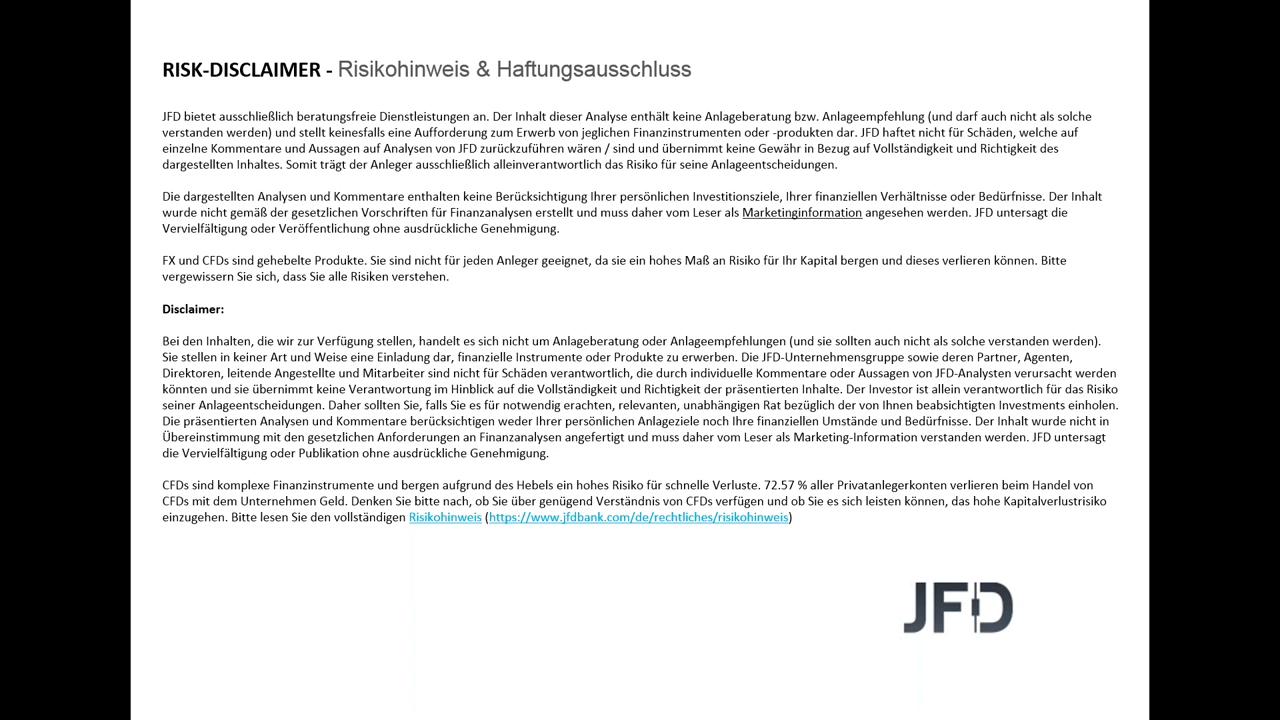 RISK-DISCLAIMER - Risikohinweis & Haftungsausschluss
JFD bietet ausschließlich beratungsfreie Dienstleistungen an. Der Inhalt dieser Analyse enthält keine Anlageberatung bzw. Anlageempfehlung (und darf auch nicht als solche
verstanden werden) und stellt keinesfalls eine Aufforderung zum Erwerb von jeglichen Finanzinstrumenten oder -produkten dar. JFD haftet nicht für Schäden, welche auf
einzelne Kommentare und Aussagen auf Analysen von JFD zurückzuführen wären / sind und übernimmt keine Gewähr in Bezug auf Vollständigkeit und Richtigkeit des
dargestellten Inhaltes. Somit trägt der Anleger ausschließlich alleinverantwortlich das Risiko für seine Anlageentscheidungen.
Die dargestellten Analysen und Kommentare enthalten keine Berücksichtigung Ihrer persönlichen Investitionsziele, Ihrer finanziellen Verhältnisse oder Bedürfnisse. Der Inhalt
wurde nicht gemäß der gesetzlichen Vorschriften für Finanzanalysen erstellt und muss daher vom Leser als Marketinginformation angesehen werden. JFD untersagt die
Vervielfältigung oder Veröffentlichung ohne ausdrückliche Genehmigung.
FX und CFDs sind gehebelte Produkte. Sie sind nicht für jeden Anleger geeignet, da sie ein hohes Maß an Risiko für Ihr Kapital bergen und dieses verlieren können. Bitte
vergewissern Sie sich, dass Sie alle Risiken verstehen.
Disclaimer:
Bei den Inhalten, die wir zur Verfügung stellen, handelt es sich nicht um Anlageberatung oder Anlageempfehlungen (und sie sollten auch nicht als solche verstanden werden).
Sie stellen in keiner Art und Weise eine Einladung dar, finanzielle Instrumente oder Produkte zu erwerben. Die JFD-Unternehmensgruppe sowie deren Partner, Agenten,
Direktoren, leitende Angestellte und Mitarbeiter sind nicht für Schäden verantwortlich, die durch individuelle Kommentare oder Aussagen von JFD-Analysten verursacht werden
könnten und sie übernimmt keine Verantwortung im Hinblick auf die Vollständigkeit und Richtigkeit der präsentierten Inhalte. Der Investor ist allein verantwortlich für das Risiko
seiner Anlageentscheidungen. Daher sollten Sie, falls Sie es für notwendig erachten, relevanten, unabhängigen Rat bezüglich der von Ihnen beabsichtigten Investments einholen.
Die präsentierten Analysen und Kommentare berücksichtigen weder Ihrer persönlichen Anlageziele noch Ihre finanziellen Umstände und Bedürfnisse. Der Inhalt wurde nicht in
Übereinstimmung mit den gesetzlichen Anforderungen an Finanzanalysen angefertigt und muss daher vom Leser als Marketing-Information verstanden werden. JFD untersagt
die Vervielfältigung oder Publikation ohne ausdrückliche Genehmigung.
CFDs sind komplexe Finanzinstrumente und bergen aufgrund des Hebels ein hohes Risiko für schnelle Verluste. 72.57 % aller Privatanlegerkonten verlieren beim Handel von
CFDs mit dem Unternehmen Geld. Denken Sie bitte nach, ob Sie über genügend Verständnis von CFDs verfügen und ob Sie es sich leisten können, das hohe Kapitalverlustrisiko
einzugehen. Bitte lesen Sie den vollständigen Risikohinweis (https://www.jfdbank.com/de/rechtliches/risikohinweis)
JFD